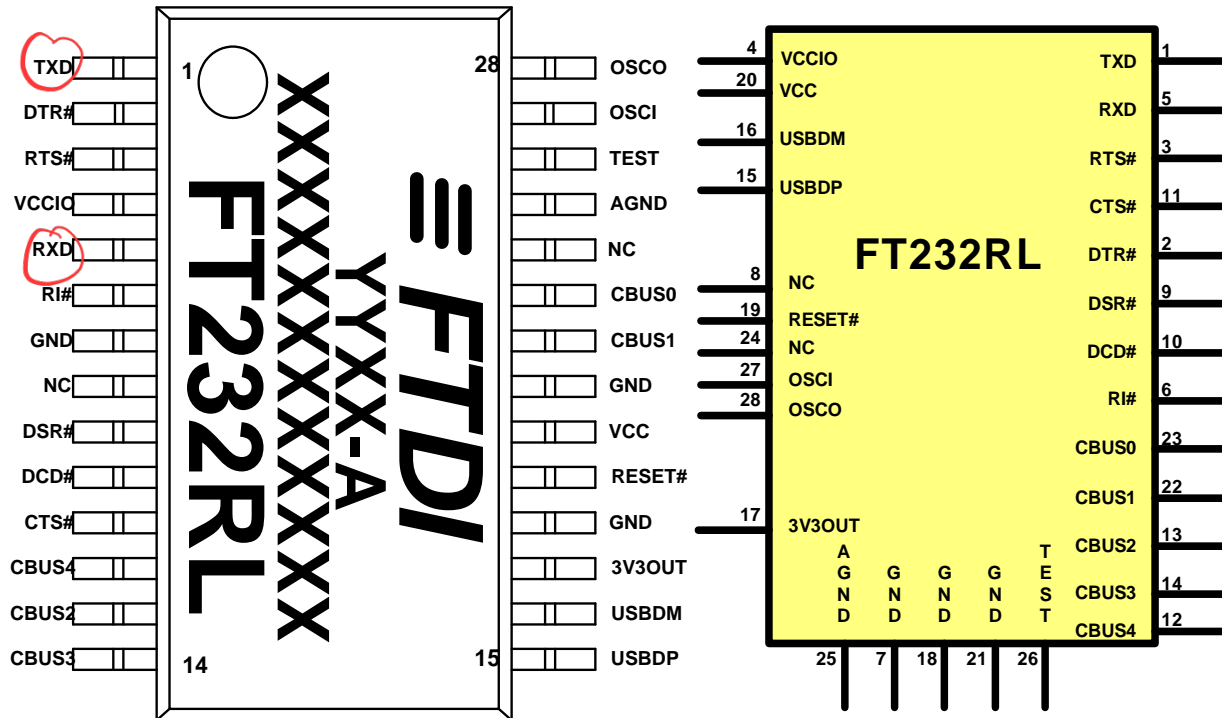 TXD
DTR#
RTS#
VCCIO
RXD
RI#
GND
NC
DSR#
DCD#
CTS#
CBUS4
CBUS2
CBUS3
1
14
28
15
FT232RL
XXXXXXXXXXXX
YYXX-A
FTDI
OSCO
OSCI
TEST
AGND
NC
CBUS0
CBUS1
GND
VCC
RESET#
GND
3V3OUT
USBDM
USBDP
4 VCCIO
20 VCC
16 USBDM
15 USBDP
8 NC
19 RESET#
24 NC
27 OSCI
28 OSCO
17 3V3OUT
FT232RL
TXD 1
RXD 5
RTS# 3
CTS# 11
DTR# 2
DSR# 9
DCD# 10
RI# 6
CBUS0 23
CBUS1 22
CBUS2 13
CBUS3 14
CBUS4 12
AGND
GND
GND
GND
TEST
25 7 18 21 26